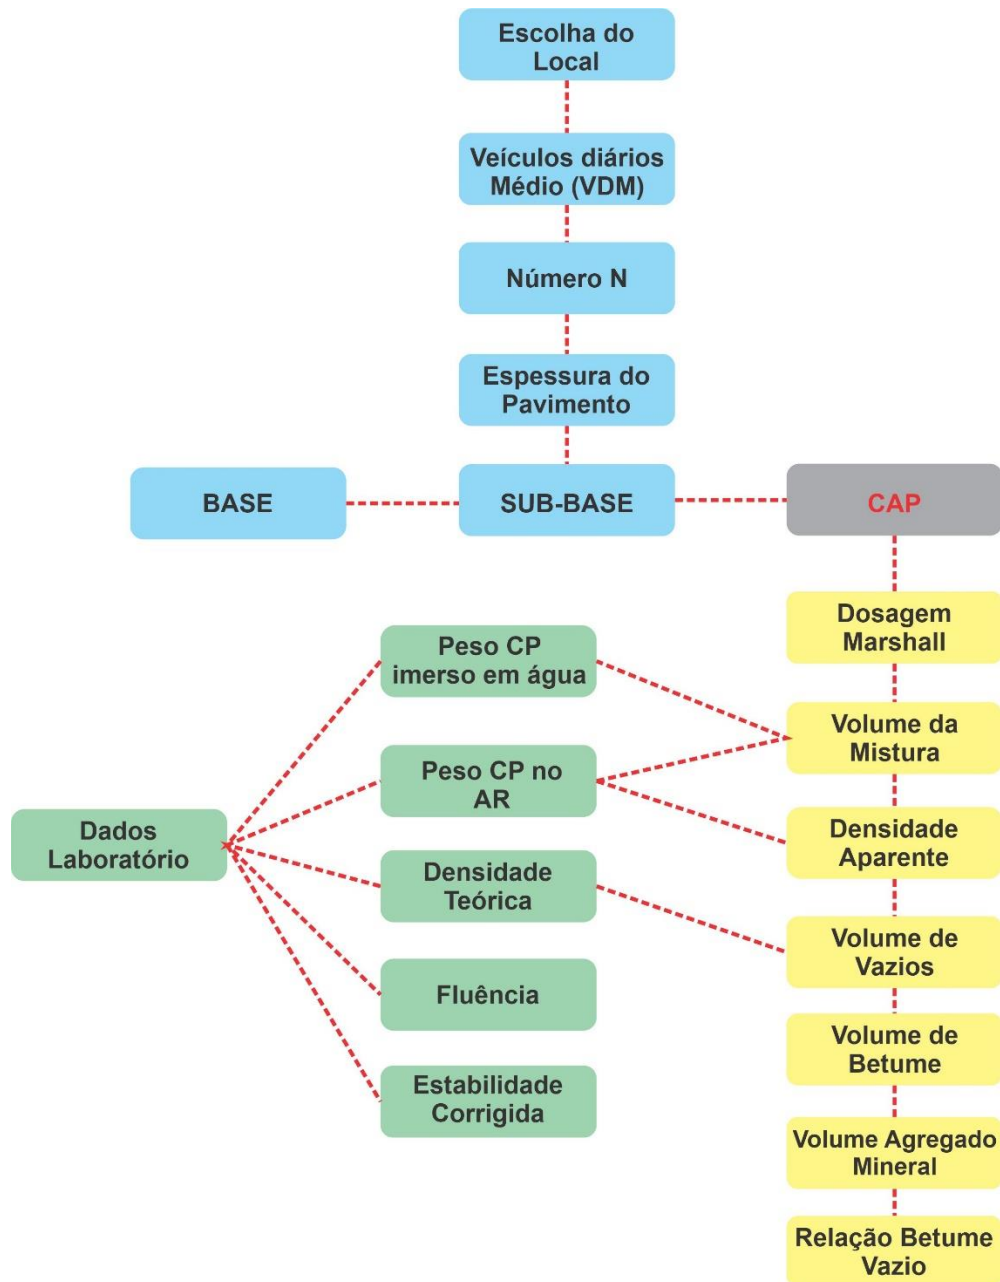 Escolha do
Local
Veículos diários
Médio (VDM)
Número N
Espessura do
Pavimento
BASE
SUB-BASE
CAP
Dosagem
Marshall
Peso CP
imerso em água
Volume da
Mistura
Peso CP no
AR
Dados
Laboratório
Densidade
Aparente
Densidade
Teórica
Volume de
Vazios
Fluência
Volume de
Betume
Estabilidade
Corrigida
Volume Agregado
Mineral
Relação Betume
Vazio